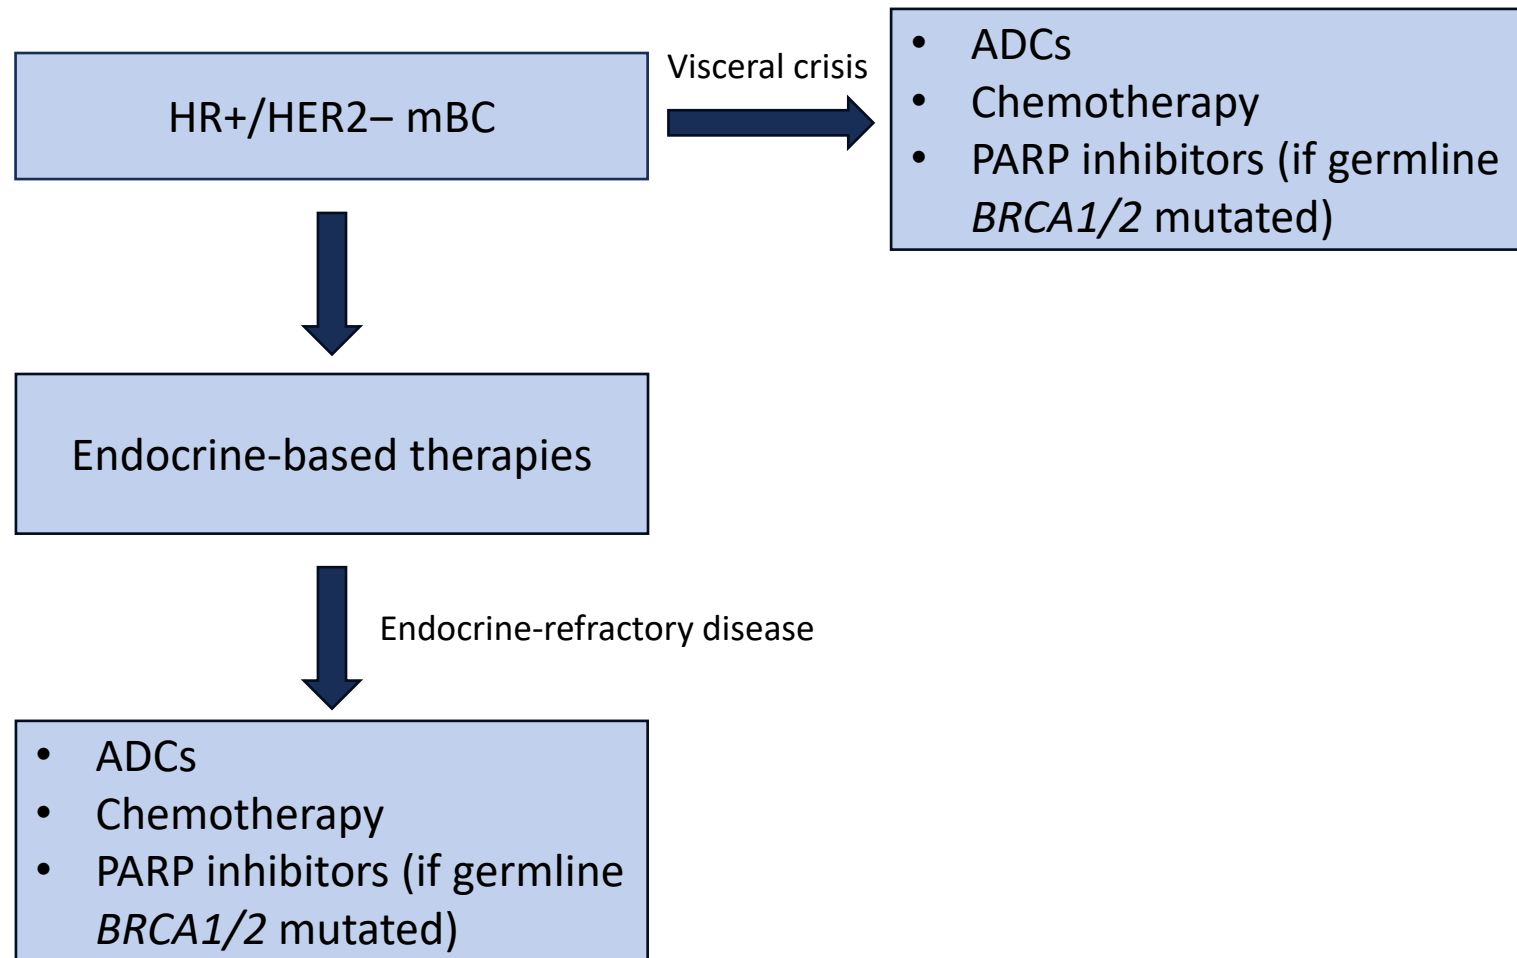 HR+/HER2– mBC
Visceral crisis
• ADCs
• Chemotherapy
• PARP inhibitors (if germline
BRCA1/2 mutated)
Endocrine-based therapies
Endocrine-refractory disease
• ADCs
• Chemotherapy
• PARP inhibitors (if germline
BRCA1/2 mutated)